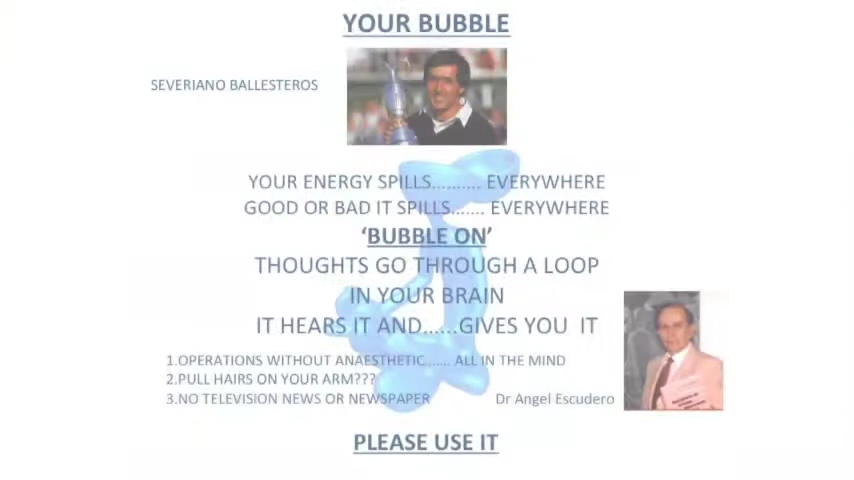 YOUR BUBBLE
SEVERIANO BALLESTEROS
YOUR ENERGY SPILLS.......... EVERYWHERE
GOOD OR BAD IT SPILLS....... EVERYWHERE
‘BUBBLE ON’
THOUGHTS GO THROUGH A LOOP
IN YOUR BRAIN
IT HEARS IT AND......GIVES YOU IT
1.OPERATIONS WITHOUT ANAESTHETIC...... ALL IN THE MIND
2.PULL HAIRS ON YOUR ARM???
3.NO TELEVISION NEWS OR NEWSPAPER
Dr Angel Escudero
PLEASE USE IT